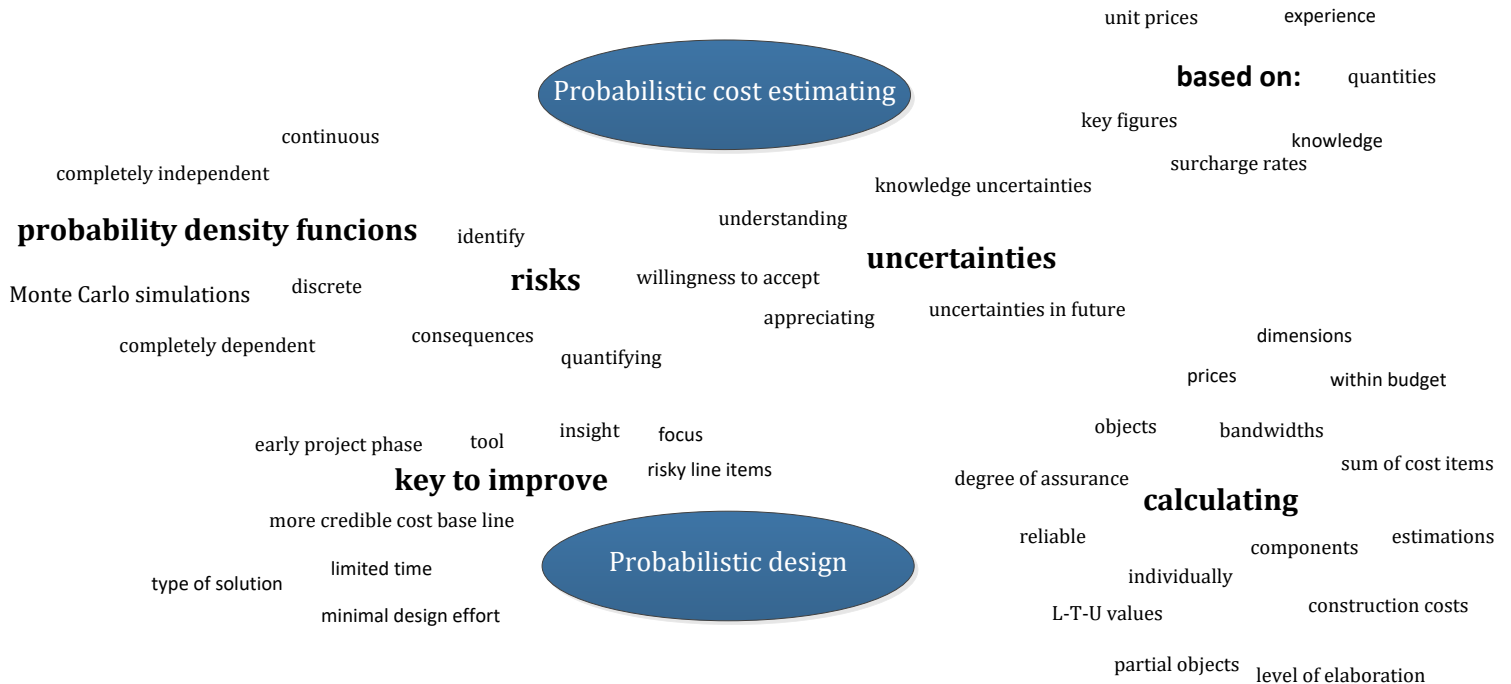 unit prices
experience
Probabilistic cost estimating
based on:
quantities
key figures
continuous
knowledge
surcharge rates
completely independent
knowledge uncertainties
understanding
probability density funcions
identify
uncertainties
risks
willingness to accept
Monte Carlo simulations
discrete
appreciating
uncertainties in future
consequences
dimensions
completely dependent
quantifying
prices
within budget
objects
bandwidths
insight
focus
early project phase
tool
sum of cost items
risky line items
key to improve
degree of assurance
calculating
more credible cost base line
reliable
estimations
components
Probabilistic design
limited time
individually
type of solution
L-T-U values
construction costs
minimal design effort
partial objects
level of elaboration